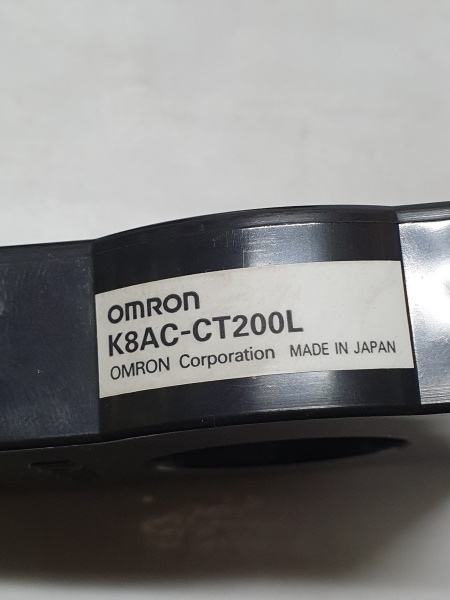 omron
K8AC-CT200L
OMRON Corporation MADE IN JAPAN